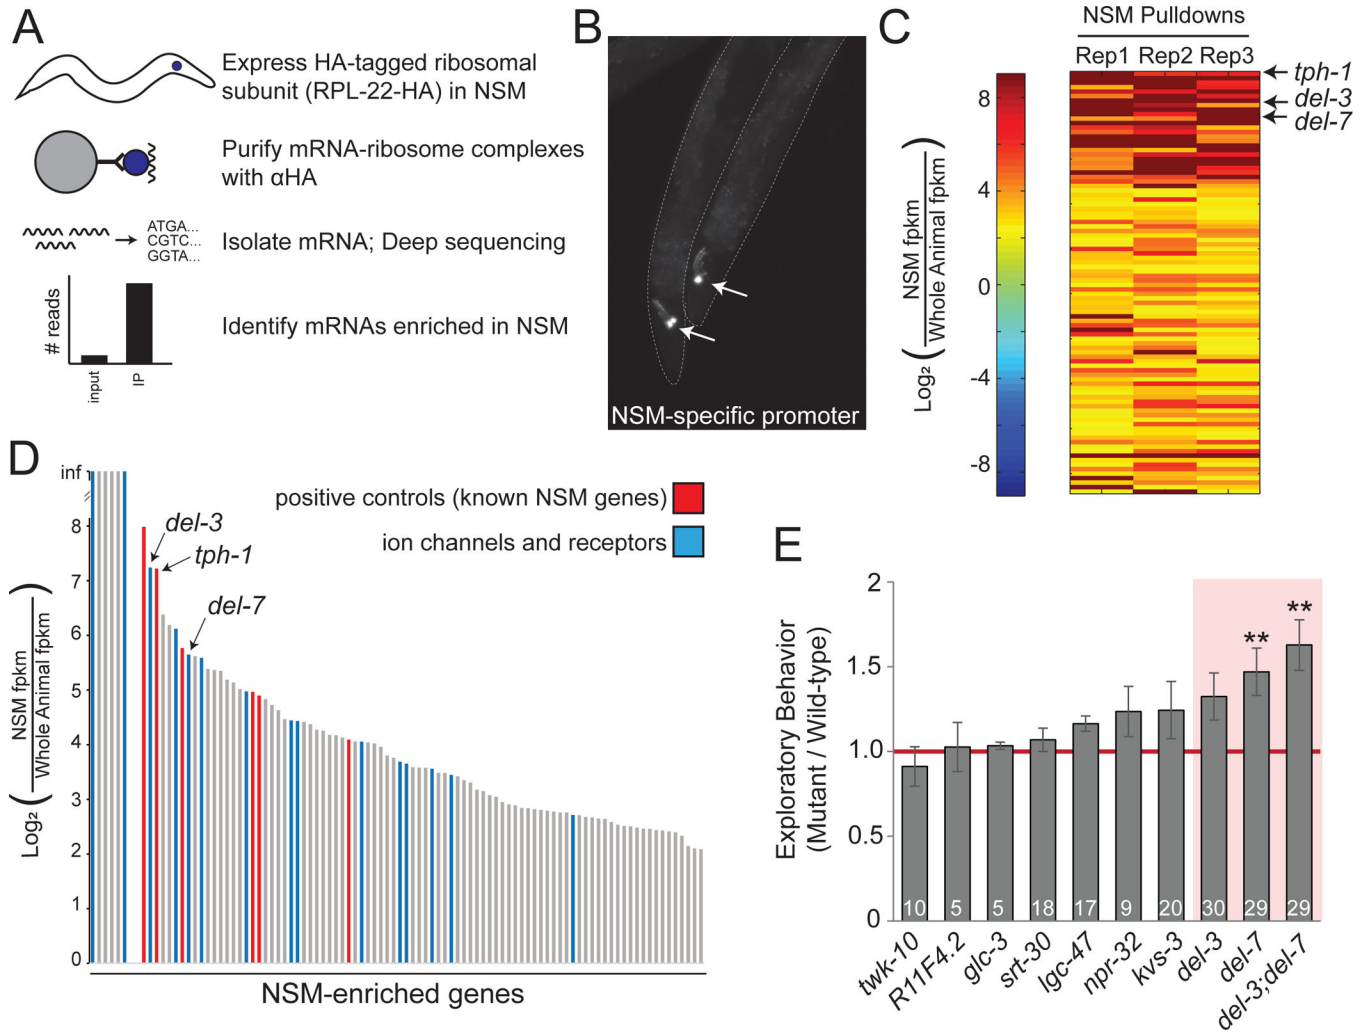 A
Express HA-tagged ribosomal
subunit (RPL-22-HA) in NSM
Purify mRNA-ribosome complexes
with αHA
ATGA...
CGTC...
GGTA...
Isolate mRNA; Deep sequencing
# reads
input
IP
Identify mRNAs enriched in NSM
B
NSM-specific promoter
C
NSM Pulldowns
Rep1 Rep2 Rep3
tph-1
del-3
del-7
8
4
0
-4
-8
Log₂ ( NSM fpkm
Whole Animal fpkm )
D
inf
8
7
6
5
4
3
2
1
0
Log₂ ( NSM fpkm
Whole Animal fpkm )
positive controls (known NSM genes)
ion channels and receptors
del-3
tph-1
del-7
NSM-enriched genes
E
Exploratory Behavior
(Mutant / Wild-type)
2
1.5
1.0
0.5
0
**
**
10 5 5 18 17 9 20 30 29 29
twk-10
R11F4.2
glc-3
srt-30
lgc-47
npr-32
kvs-3
del-3
del-7
del-3;del-7